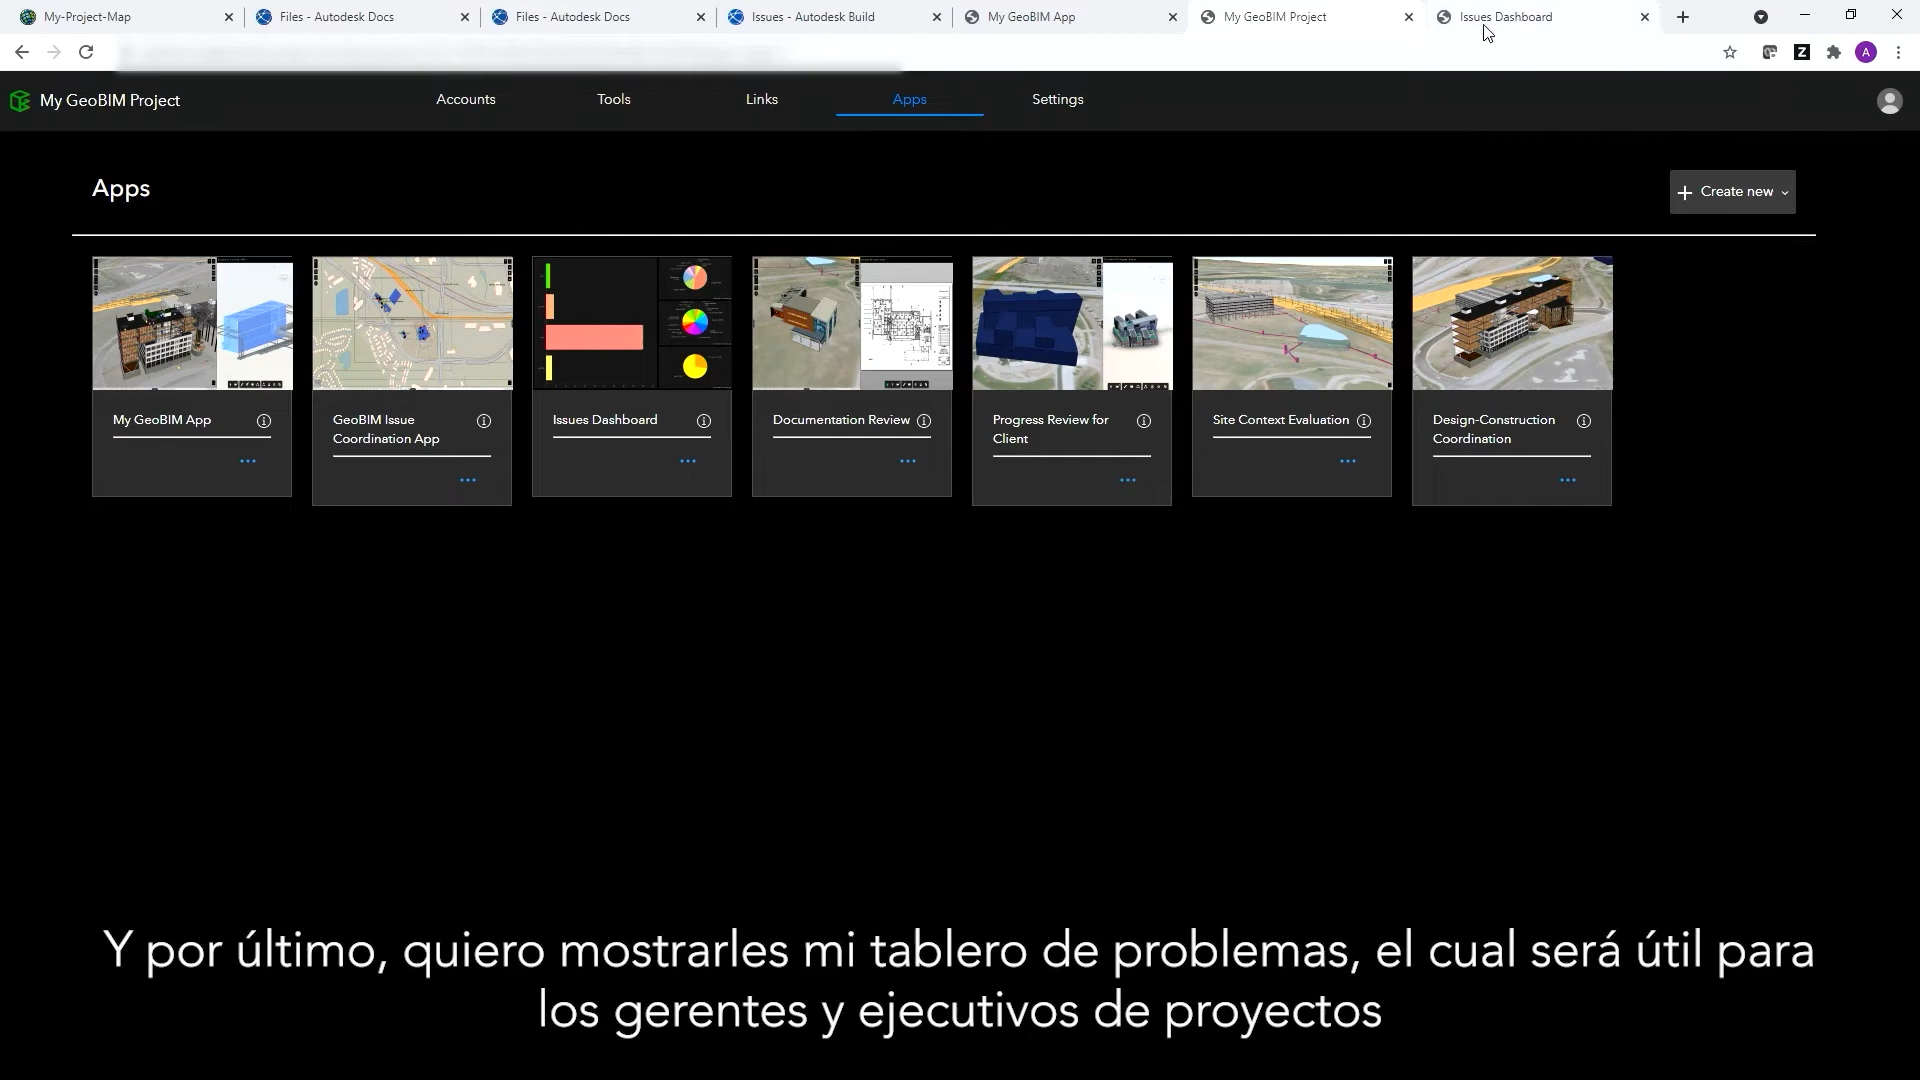 My-Project-Map
Files - Autodesk Docs
Files - Autodesk Docs
Issues - Autodesk Build
My GeoBIM App
My GeoBIM Project
Issues Dashboard
Z
A
My GeoBIM Project
Accounts
Tools
Links
Apps
Settings
Apps
Create new
My GeoBIM App
GeoBIM Issue
Coordination App
Issues Dashboard
Documentation Review
Progress Review for
Client
Site Context Evaluation
Design-Construction
Coordination
Y por último, quiero mostrarles mi tablero de problemas, el cual será útil para
los gerentes y ejecutivos de proyectos